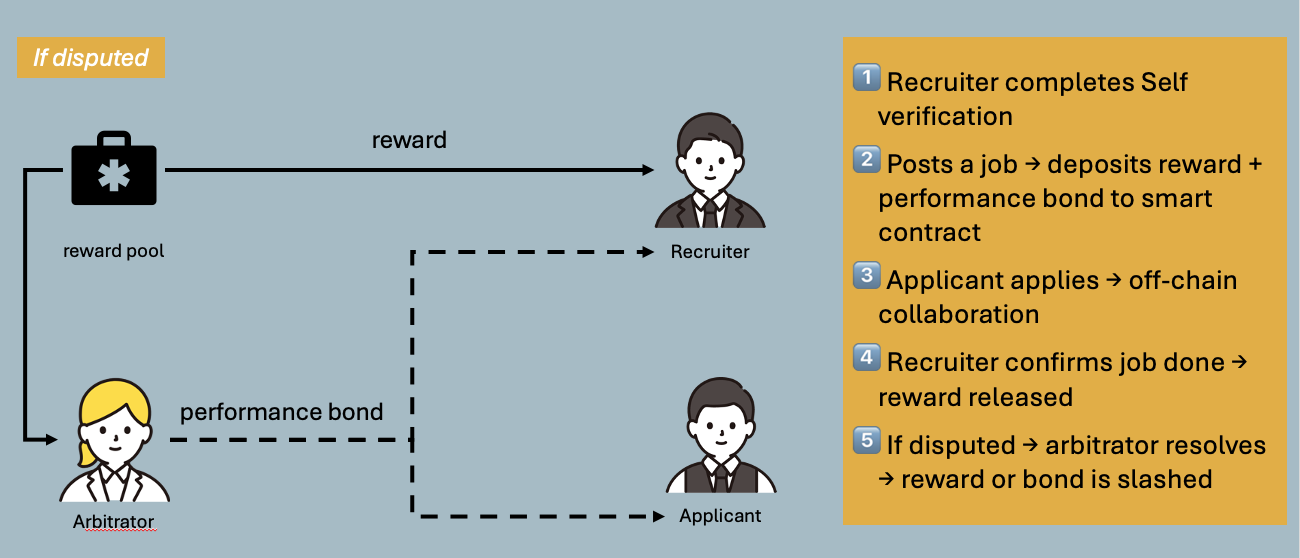 If disputed
reward
reward pool
Recruiter
performance bond
Arbitrator
Applicant
1 Recruiter completes Self
verification
2 Posts a job → deposits reward +
performance bond to smart
contract
3 Applicant applies → off-chain
collaboration
4 Recruiter confirms job done →
reward released
5 If disputed → arbitrator resolves
→ reward or bond is slashed